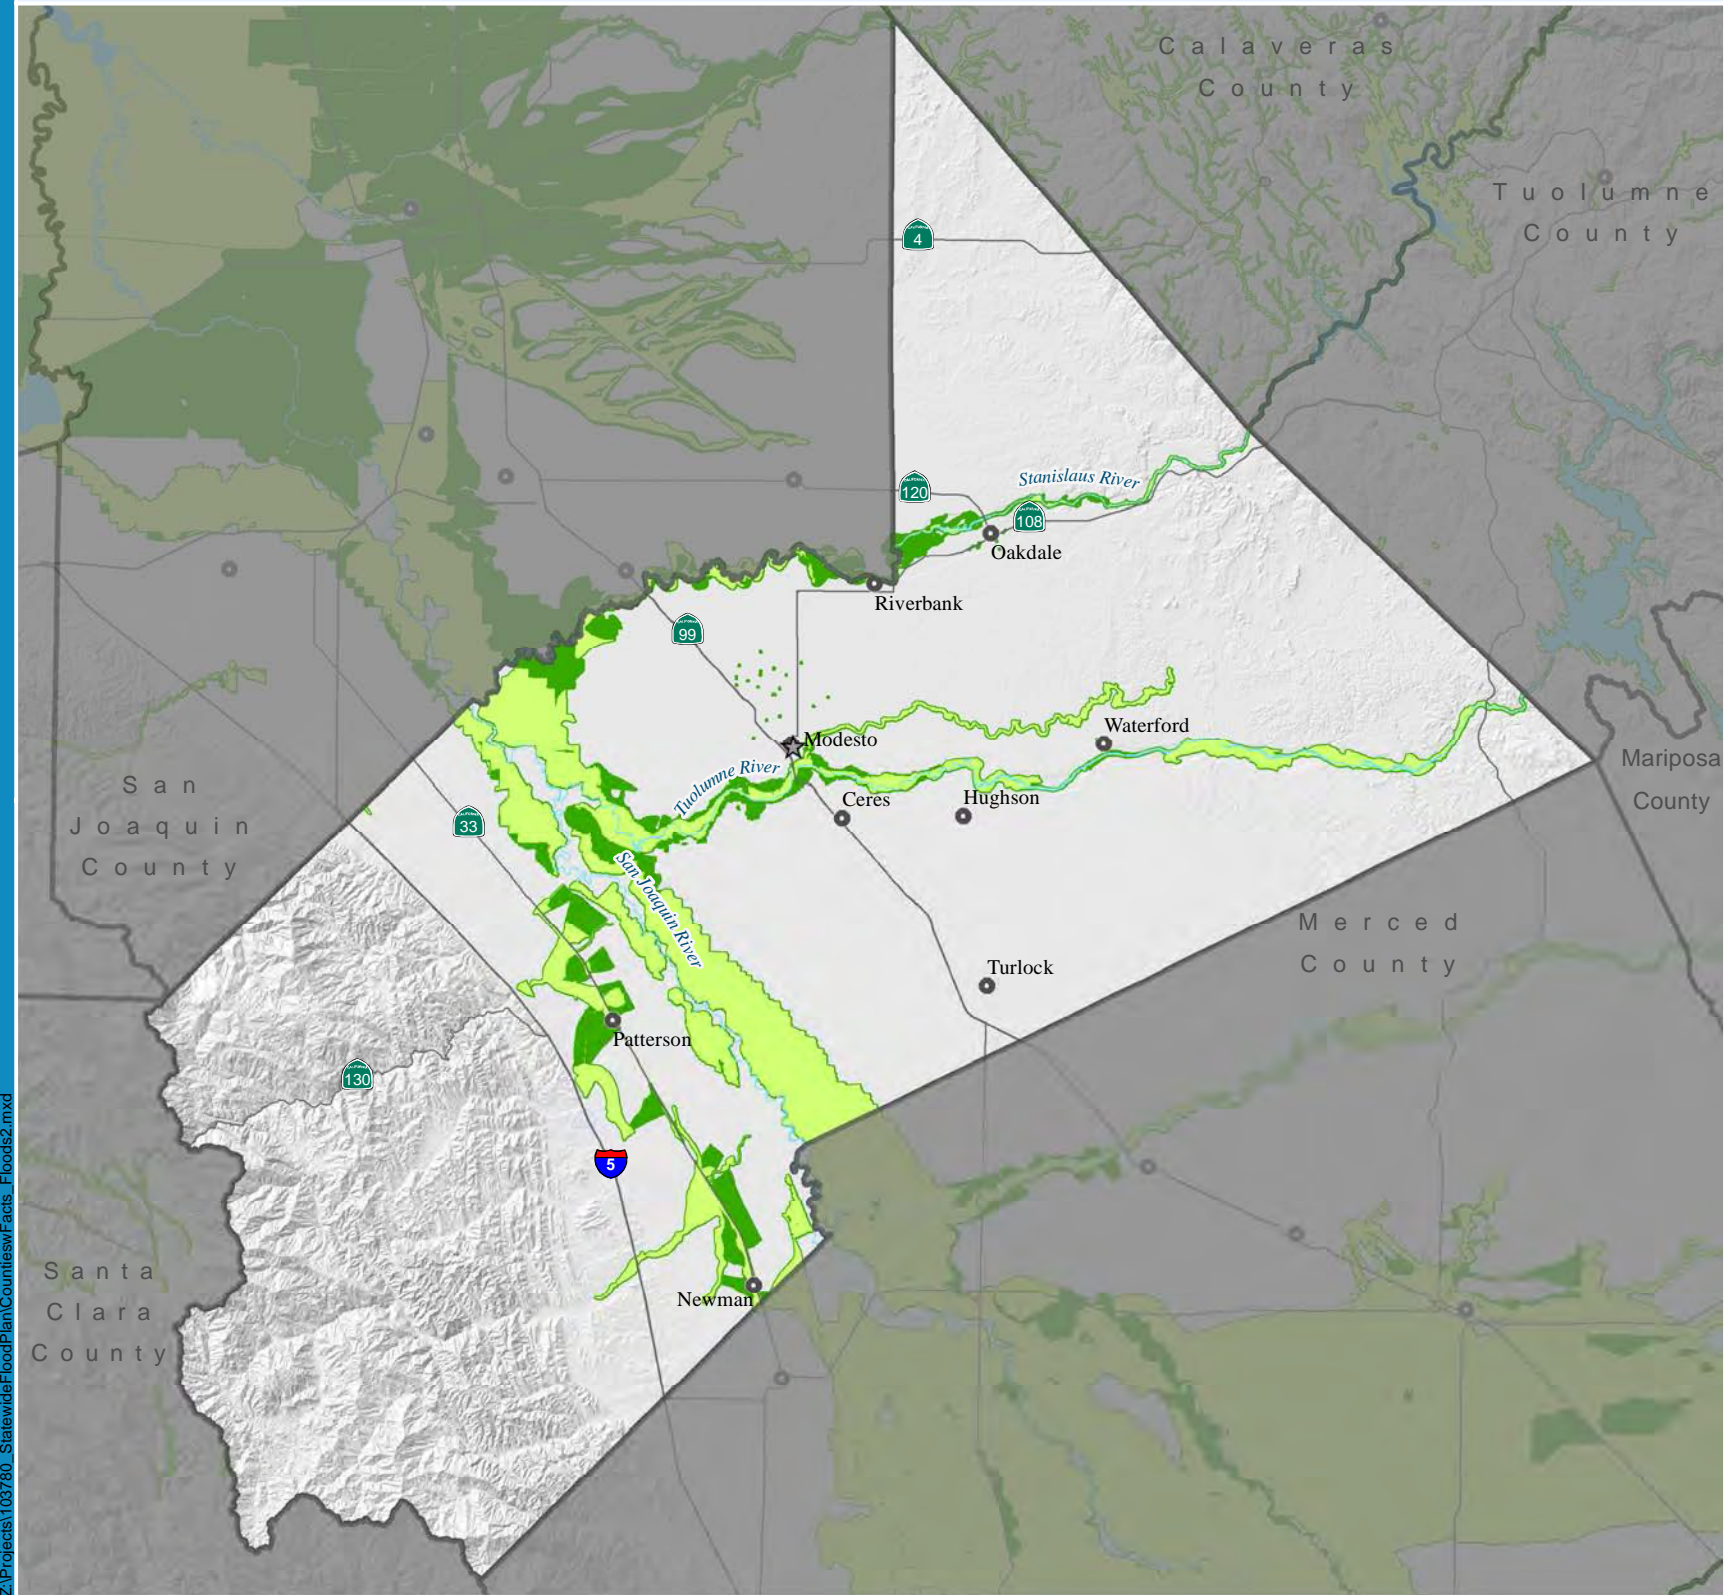 Calaveras
County
Tuolumne
County
4
Stanislaus River
120
108
Oakdale
Riverbank
99
Waterford
Modesto
Tuolumne River
Mariposa
County
San
Joaquin
County
Ceres
Hughson
33
San Joaquin River
Merced
County
Turlock
Patterson
130
5
Santa
Clara
County
Newman
Z:\Projects\103780_StatewideFloodPlan\CountieswFacts_Floods2.mxd